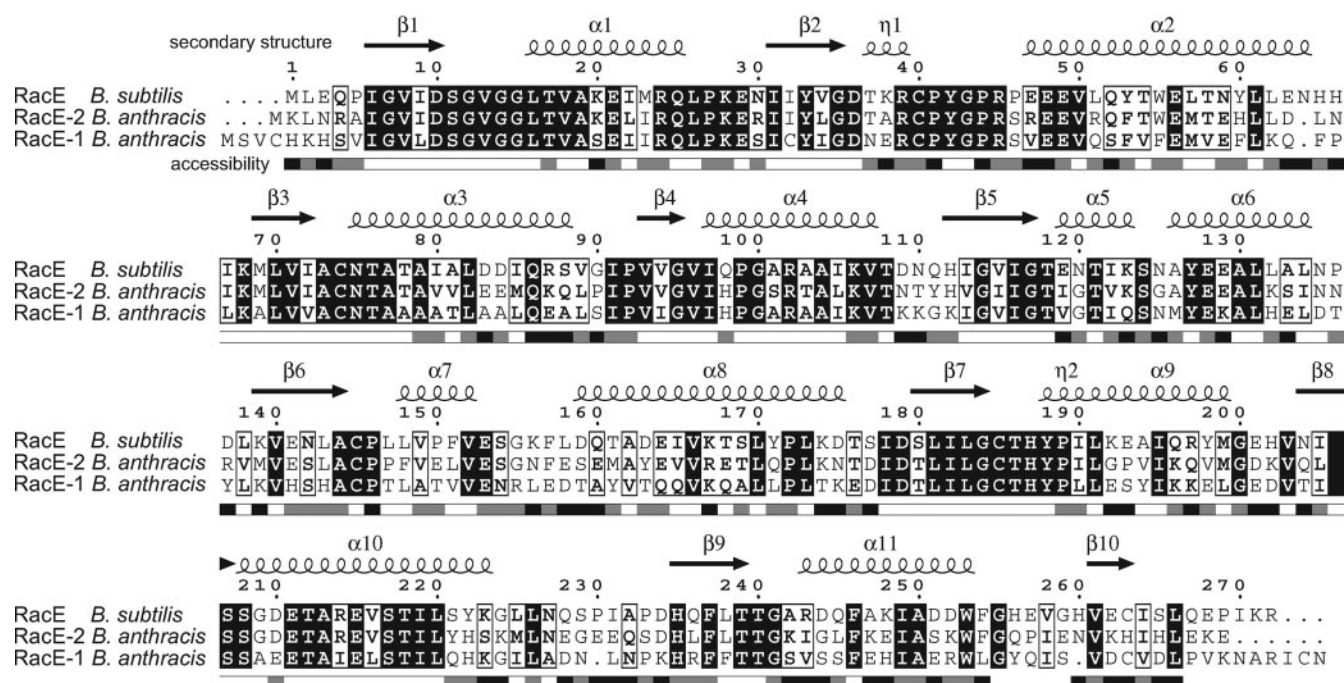 β1 α1 β2 η1 α2
secondary structure
1 10 20 30 40 50 60
RacE B. subtilis ....MLEQPIGVIDSGVGGLTVAKEIMRQLPKENIIYVGDTKRCPYGPRPEEEVLQYTWELTNYLLENHH
RacE-2 B. anthracis ...MKLNRAIGVIDSGVGGLTVAKELIRQLPKERIIYLGDTARCPYGPRSREEVRQFTWEMTEHLLD.LN
RacE-1 B. anthracis MSVCHKHSVIGVLDSGVGGLTVASEIIRQLPKESICYIGDNERCPYGPRSVEEVQSFVFEMVEFLKQ.FP
accessibility
β3 α3 β4 α4 β5 α5 α6
70 80 90 100 110 120 130
RacE B. subtilis IKMLVIACNTATAIALDDIQRSVGIPVVGVIQPGARAAIKVTDNQHIGVIGTENTIKSNAYEEALLALNP
RacE-2 B. anthracis IKMLVIACNTATAVVLEEMQKQLPIPVVGVIHPGSRTALKVTNTYHVGIIGTIGTVKSGAYEEALKSINN
RacE-1 B. anthracis LKALVVACNTAAAATLAALQEALSIPVIGVIHPGARAAIKVTKKGKIGVIGTVGTIQSNMYEKALHELDT
β6 α7 α8 β7 η2 α9 β8
140 150 160 170 180 190 200
RacE B. subtilis DLKVENLACPLLVPFVESGKFLDQTADEIVKTSLYPLKDTSIDSLILGCTHYPILKEAIQRYMGEHVNI
RacE-2 B. anthracis RVMVESLACPPFVELVESGNFESEMAYEVVRETLQPLKNTDIDTLILGCTHYPILGPVIKQVMGDKVQLI
RacE-1 B. anthracis YLKVHSHACPTLATVVENRLEDTAYVTQQVKQALLPLTKEDIDTLILGCTHYPLLESYIKKELGEDVTI
α10 β9 α11 β10
210 220 230 240 250 260 270
RacE B. subtilis SSGDETAREVSTILSYKGLLNQSPIAPDHQFLTTGARDQFAKIADDWFGHEVGHVECISLQEPIKR...
RacE-2 B. anthracis SSGDETAREVSTILYHSKMLNEGEEQSDHLFLTTGKIGLFKEIASKWFGQPIENVKHIHLEKE......
RacE-1 B. anthracis SSAEETAIELSTILQHKGILADN.LNPKHRFFTTGSVSSFEHIAERWLGYQIS.VDCVDLPVKNARICN